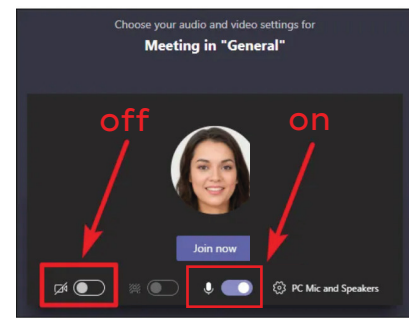 Choose your audio and video settings for
Meeting in "General"
off on
Join now
PC Mic and Speakers